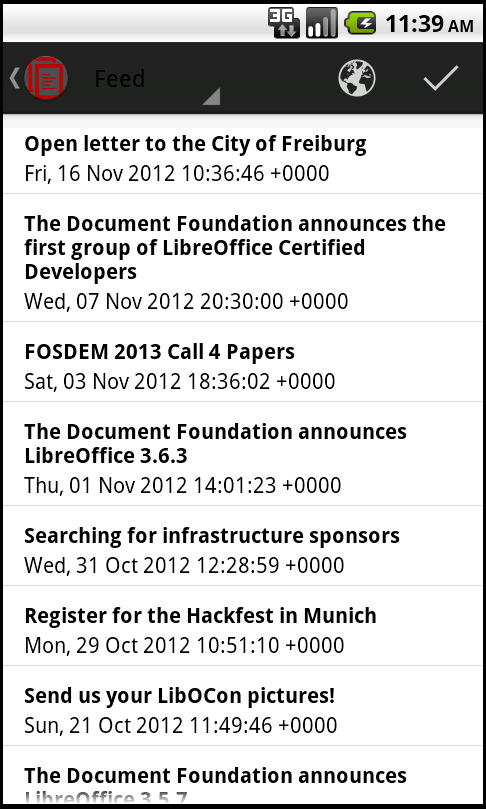 3G
11:39 AM
Feed
Open letter to the City of Freiburg
Fri, 16 Nov 2012 10:36:46 +0000
The Document Foundation announces the
first group of LibreOffice Certified
Developers
Wed, 07 Nov 2012 20:30:00 +0000
FOSDEM 2013 Call 4 Papers
Sat, 03 Nov 2012 18:36:02 +0000
The Document Foundation announces
LibreOffice 3.6.3
Thu, 01 Nov 2012 14:01:23 +0000
Searching for infrastructure sponsors
Wed, 31 Oct 2012 12:28:59 +0000
Register for the Hackfest in Munich
Mon, 29 Oct 2012 10:51:10 +0000
Send us your LibOCon pictures!
Sun, 21 Oct 2012 11:49:46 +0000
The Document Foundation announces
LibreOffice 3.5.7